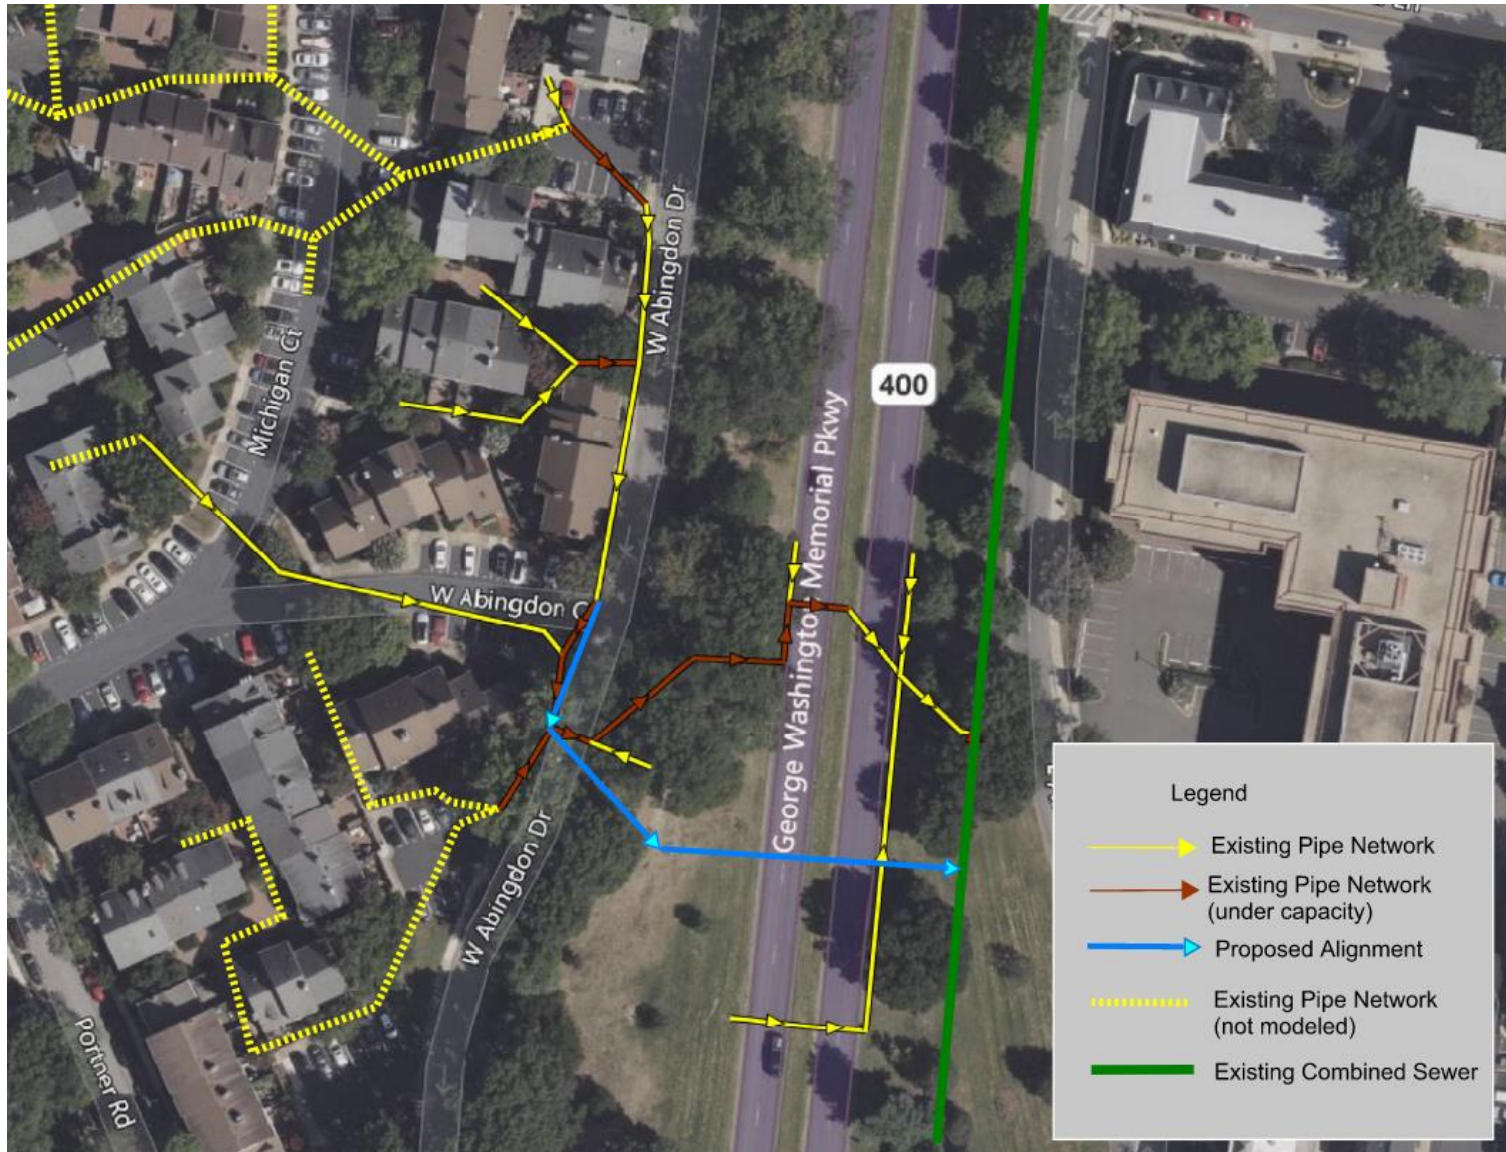 W Abingdon Dr
Michigan Ct
400
George Washington Memorial Pkwy
W Abingdon C
W Abingdon Dr
Portner Rd
Legend
Existing Pipe Network
Existing Pipe Network
(under capacity)
Proposed Alignment
Existing Pipe Network
(not modeled)
Existing Combined Sewer